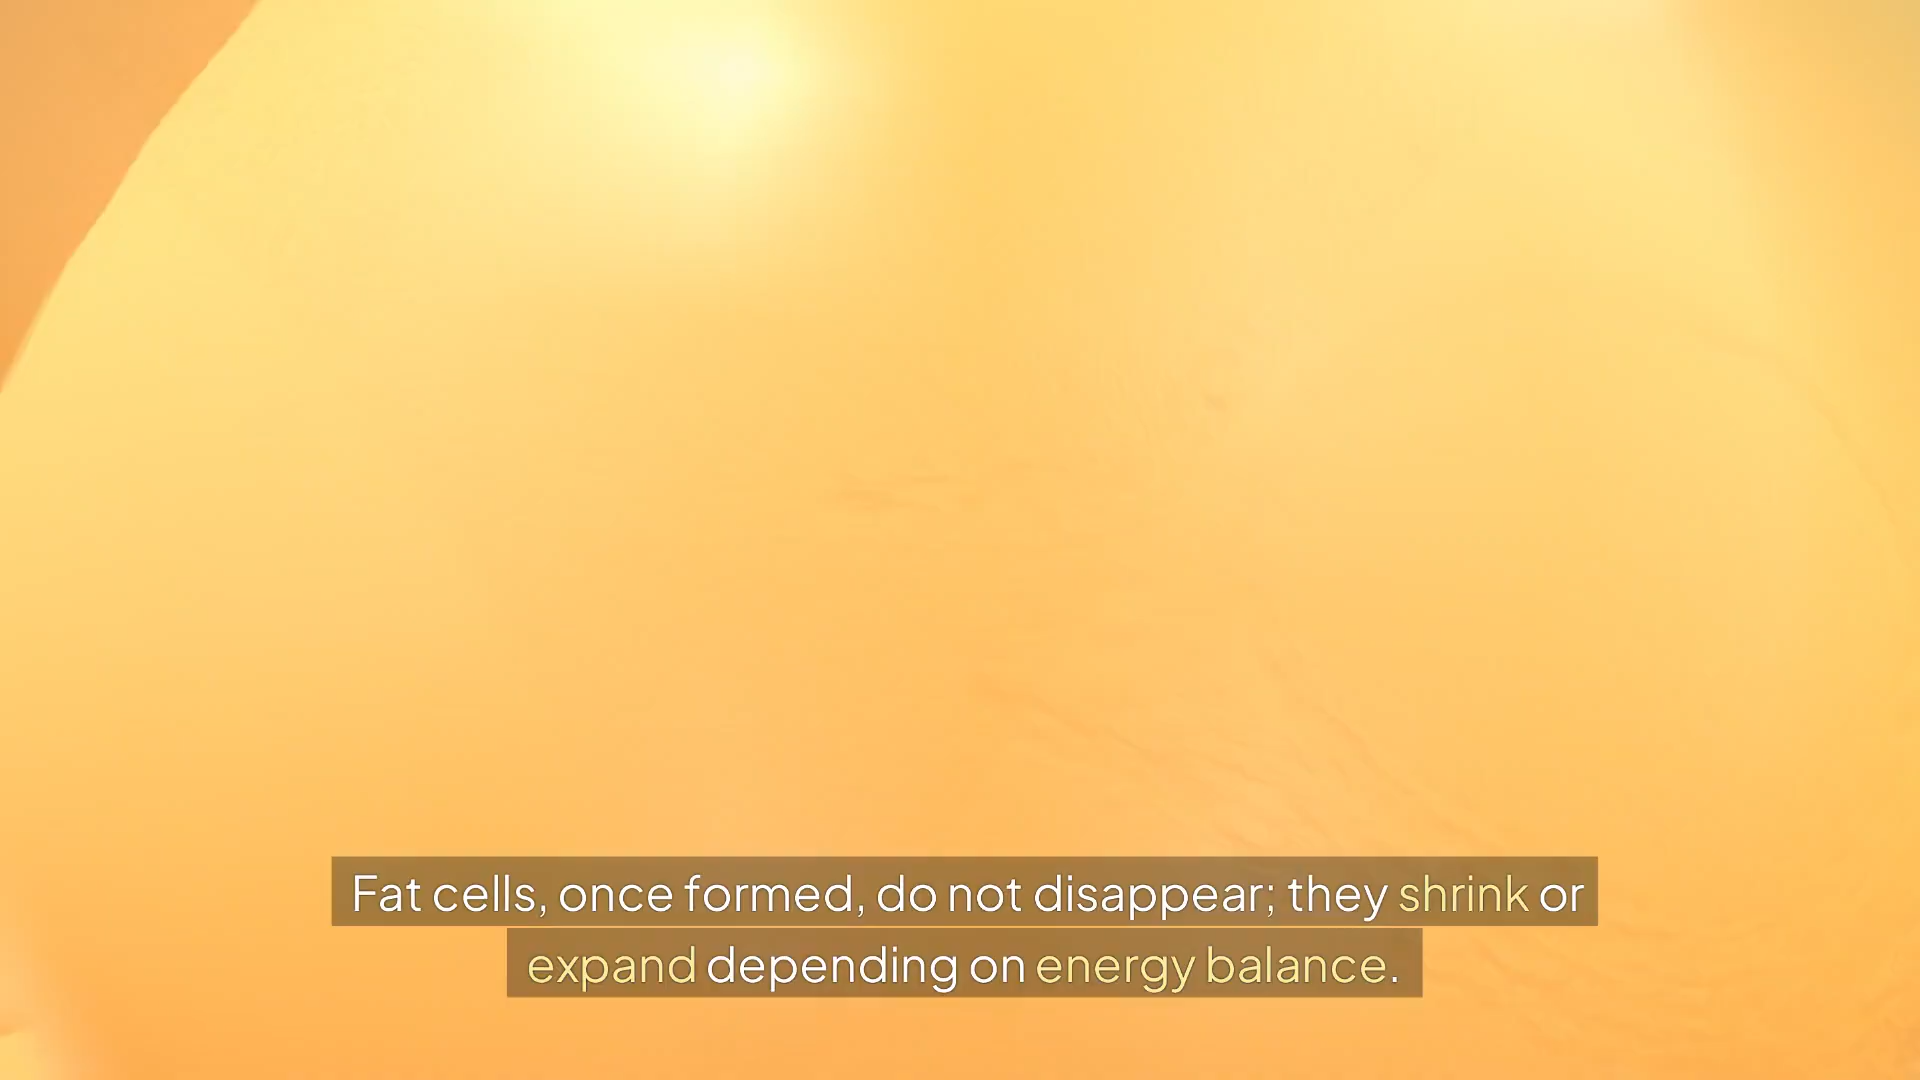 Fat cells, once formed, do not disappear; they shrink or
expand depending on energy balance.